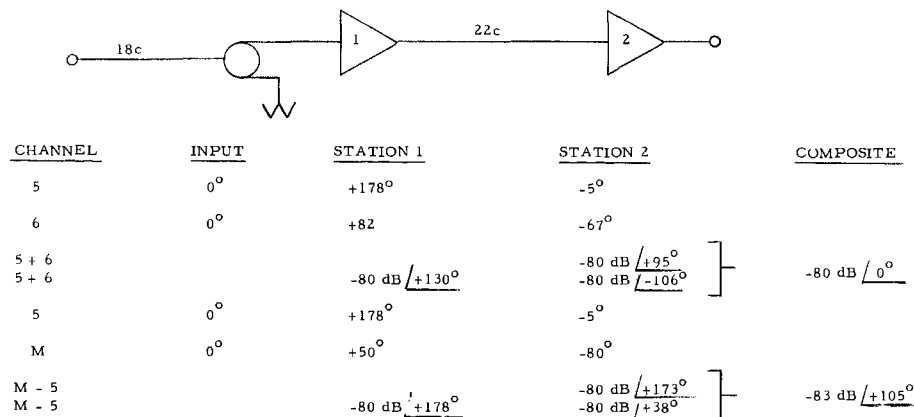 18c 1 22c 2
CHANNEL INPUT STATION 1 STATION 2 COMPOSITE
5 0° +178° -5°
6 0° +82 -67°
5 + 6 -80 dB /+95°
5 + 6 -80 dB /+130° -80 dB /-106° -80 dB /0°
5 0° +178° -5°
M 0° +50° -80°
M - 5 -80 dB /+173°
M - 5 -80 dB /+178° -80 dB /+38° -83 dB /+105°